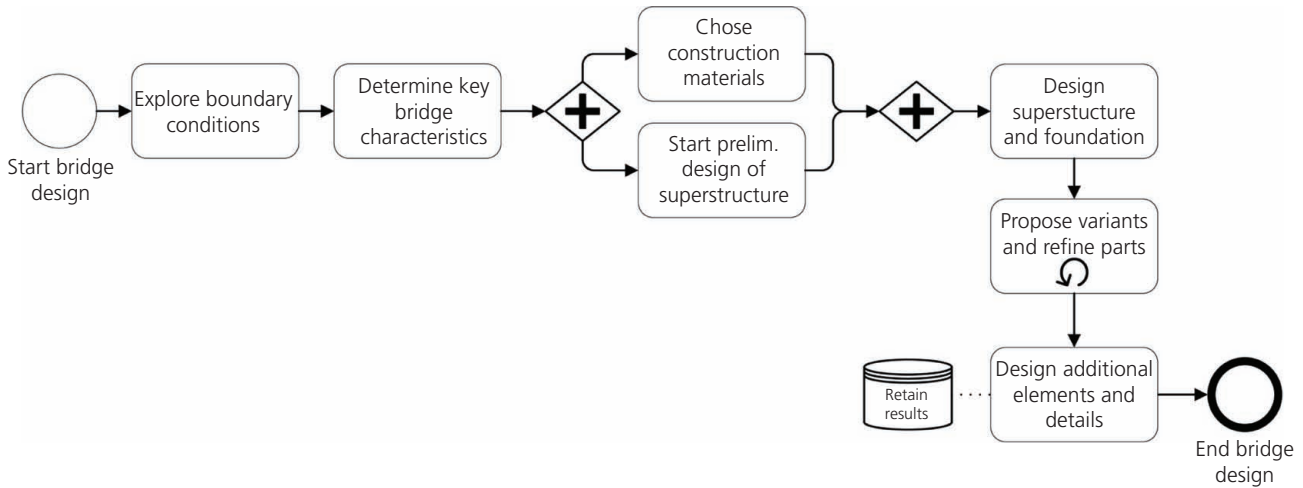 Start bridge
design
Explore boundary
conditions
Determine key
bridge
characteristics
Chose
construction
materials
Start prelim.
design of
superstructure
Design
superstucture
and foundation
Propose variants
and refine parts
Retain
results
Design additional
elements and
details
End bridge
design